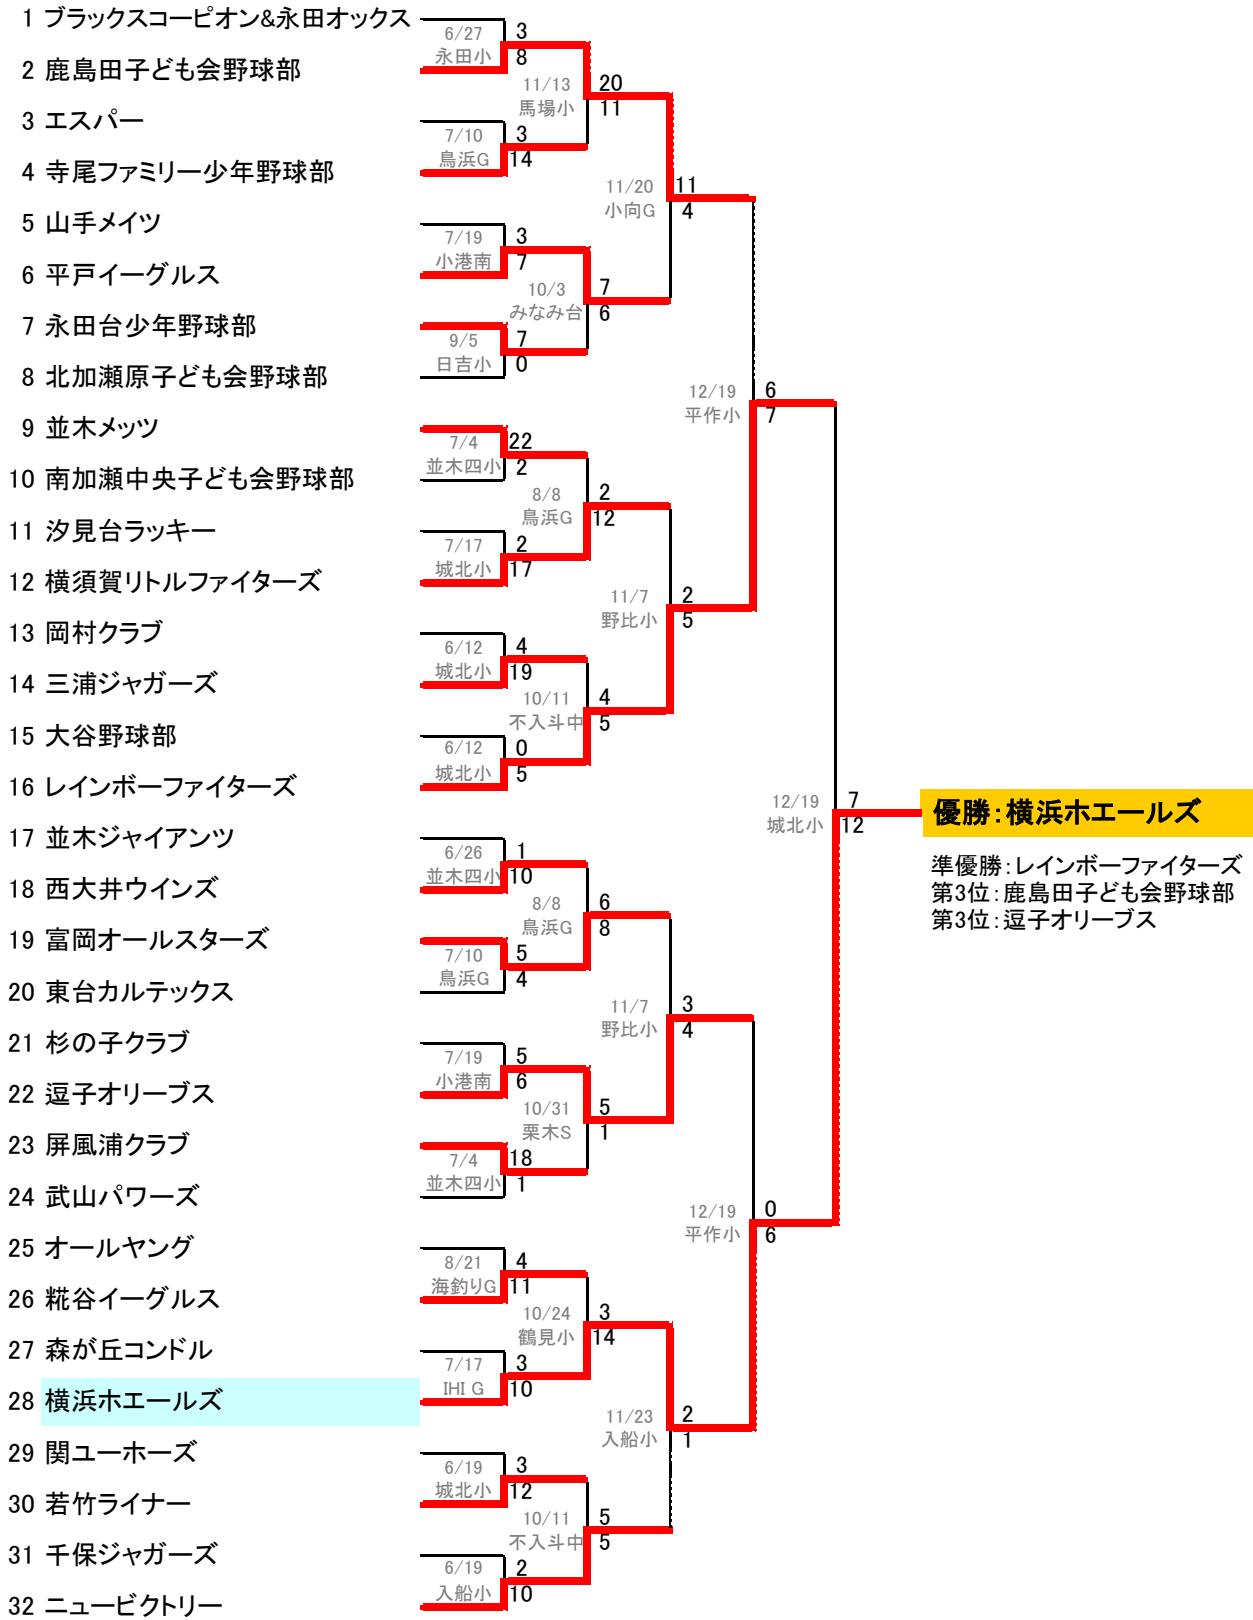 1 ブラックスコーピオン&永田オックス
2 鹿島田子ども会野球部
3 エスパー
4 寺尾ファミリー少年野球部
5 山手メイツ
6 平戸イーグルス
7 永田台少年野球部
8 北加瀬原子ども会野球部
9 並木メッツ
10 南加瀬中央子ども会野球部
11 汐見台ラッキー
12 横須賀リトルファイターズ
13 岡村クラブ
14 三浦ジャガーズ
15 大谷野球部
16 レインボーファイターズ
17 並木ジャイアンツ
18 西大井ウインズ
19 富岡オールスターズ
20 東台カルテックス
21 杉の子クラブ
22 逗子オリーブス
23 屏風浦クラブ
24 武山パワーズ
25 オールヤング
26 糀谷イーグルス
27 森が丘コンドル
28 横浜ホエールズ
29 関ユーホーズ
30 若竹ライナー
31 千保ジャガーズ
32 ニュービクトリー
6/27 3
永田小 8
7/10 3
鳥浜G 14
7/19 3
小港南 7
9/5 7
日吉小 0
7/4 22
並木四小 2
7/17 2
城北小 17
6/12 4
城北小 19
6/12 0
城北小 5
6/26 1
並木四小 10
7/10 5
鳥浜G 4
7/19 5
小港南 6
7/4 18
並木四小 1
8/21 4
海釣りG 11
7/17 3
IHI G 10
6/19 3
城北小 12
6/19 2
入船小 10
11/13 20
馬場小 11
10/3 7
みなみ台 6
8/8 2
鳥浜G 12
10/11 4
不入斗中 5
8/8 6
鳥浜G 8
10/31 5
栗木S 1
10/24 3
鶴見小 14
10/11 5
不入斗中 5
11/20 11
小向G 4
11/7 2
野比小 5
11/7 3
野比小 4
11/23 2
入船小 1
12/19 6
平作小 7
12/19 0
平作小 6
12/19 7
城北小 12
優勝：横浜ホエールズ
準優勝：レインボーファイターズ
第3位：鹿島田子ども会野球部
第3位：逗子オリーブス